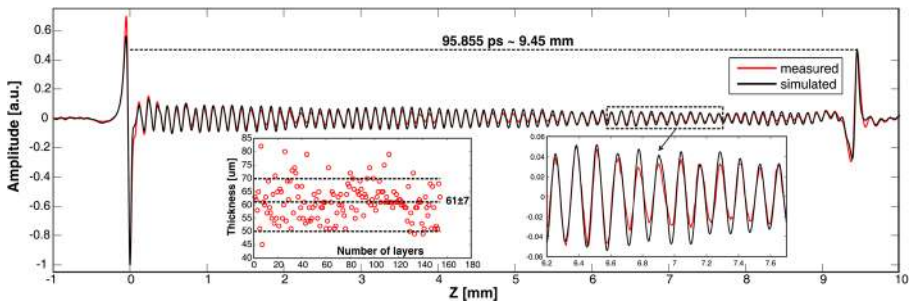 0.6
0.4
0.2
0
-0.2
-0.4
-0.6
-0.8
-1
Amplitude [a.u.]
95.855 ps ~ 9.45 mm
measured
simulated
85
80
75
70
65
60
55
50
45
40
Thickness (um)
61±7
Number of layers
0 20 40 60 80 100 120 140 160 180
0.06
0.04
0.02
0
-0.02
-0.04
-0.06
6.2 6.4 6.6 6.8 7 7.2 7.4 7.6
-1 0 1 2 3 4 5 6 7 8 9 10
Z [mm]